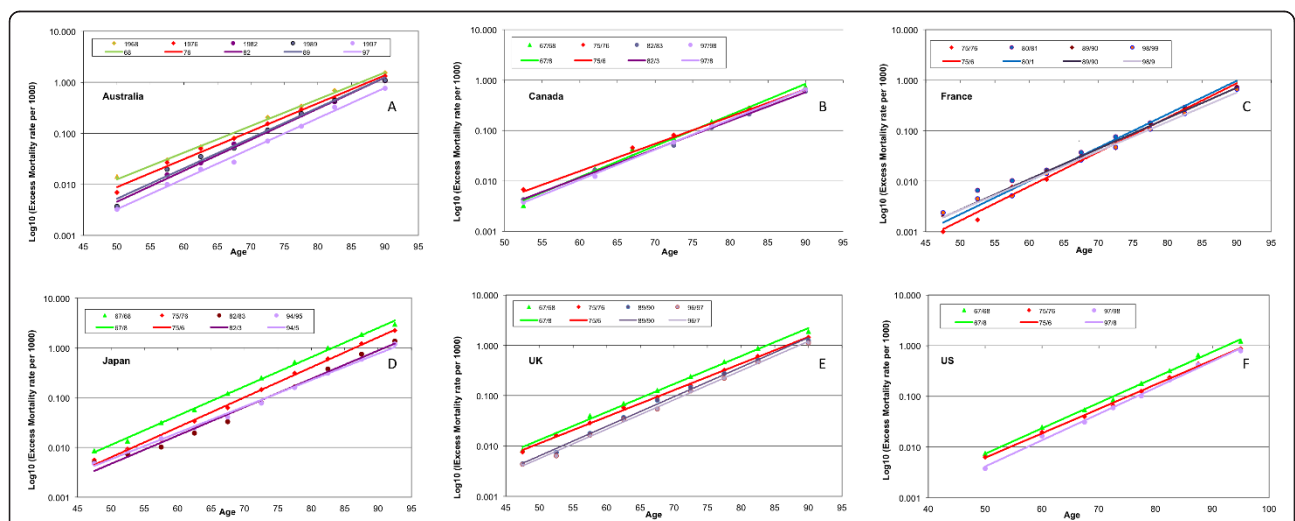 Log10 (Excess Mortality rate per 1000)
10.000
1.000
0.100
0.010
0.001
1968 1976 1982 1989 1997
68 76 82 89 97
Australia
A
45 50 55 60 65 70 75 80 85 90 95
Age
Log10 (Excess Mortality rate per 1000)
10.000
1.000
0.100
0.010
0.001
67/68 75/76 82/83 97/98
67/8 75/6 82/3 97/8
Canada
B
50 55 60 65 70 75 80 85 90 95
Age
Log10 (Excess Mortality rate per 1000)
10.000
1.000
0.100
0.010
0.001
80/81 89/90 98/99
75/6 80/1 89/90 98/9
France
C
45 50 55 60 65 70 75 80 85 90 95
Age
Log10 (Excess Mortality rate per 1000)
10.000
1.000
0.100
0.010
0.001
75/76 82/83 94/95
75/6 82/3 94/5
Japan
D
45 50 55 60 65 70 75 80 85 90 95
Age
Log10 (lExcess Mortality rate per 1000)
10.000
1.000
0.100
0.010
0.001
67/68 75/76 89/90 96/97
67/8 75/6 89/90 96/7
UK
E
45 50 55 60 65 70 75 80 85 90 95
Age
Log10 (Excess Mortality rate per 1000)
10.000
1.000
0.100
0.010
0.001
67/68 75/76
67/8 75/6 97/8
US
F
40 50 60 70 80 90 100
Age